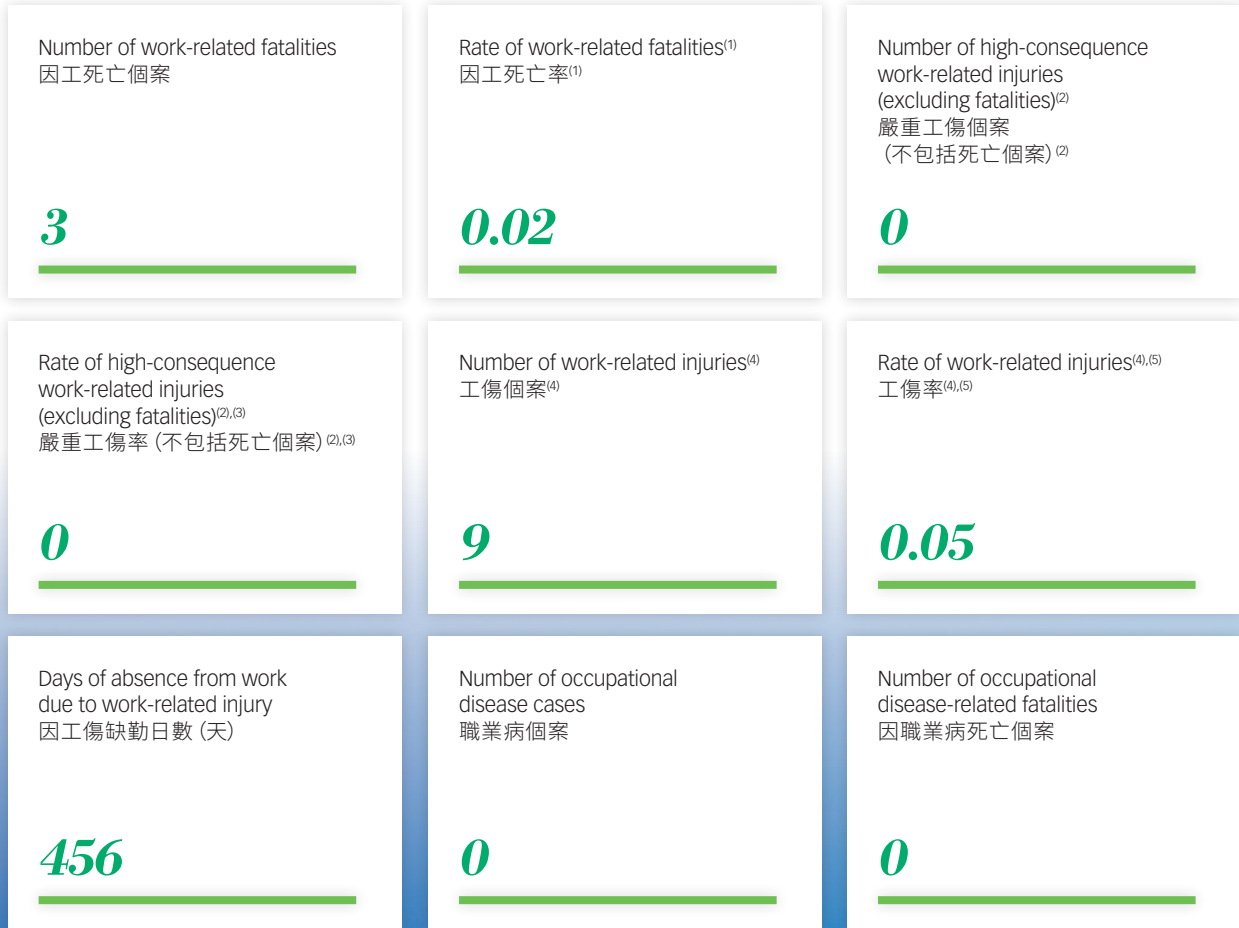 Number of work-related fatalities
因工死亡個案
3
Rate of work-related fatalities(1)
因工死亡率(1)
0.02
Number of high-consequence
work-related injuries
(excluding fatalities)(2)
嚴重工傷個案
（不包括死亡個案）(2)
0
Rate of high-consequence
work-related injuries
(excluding fatalities)(2),(3)
嚴重工傷率（不包括死亡個案）(2),(3)
0
Number of work-related injuries(4)
工傷個案(4)
9
Rate of work-related injuries(4),(5)
工傷率(4),(5)
0.05
Days of absence from work
due to work-related injury
因工傷缺勤日數（天）
456
Number of occupational
disease cases
職業病個案
0
Number of occupational
disease-related fatalities
因職業病死亡個案
0